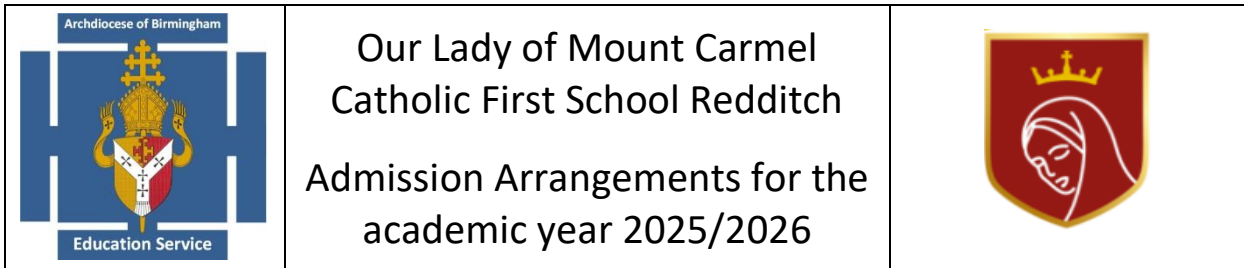 Archdiocese of Birmingham
Education Service
Our Lady of Mount Carmel
Catholic First School Redditch
Admission Arrangements for the
academic year 2025/2026